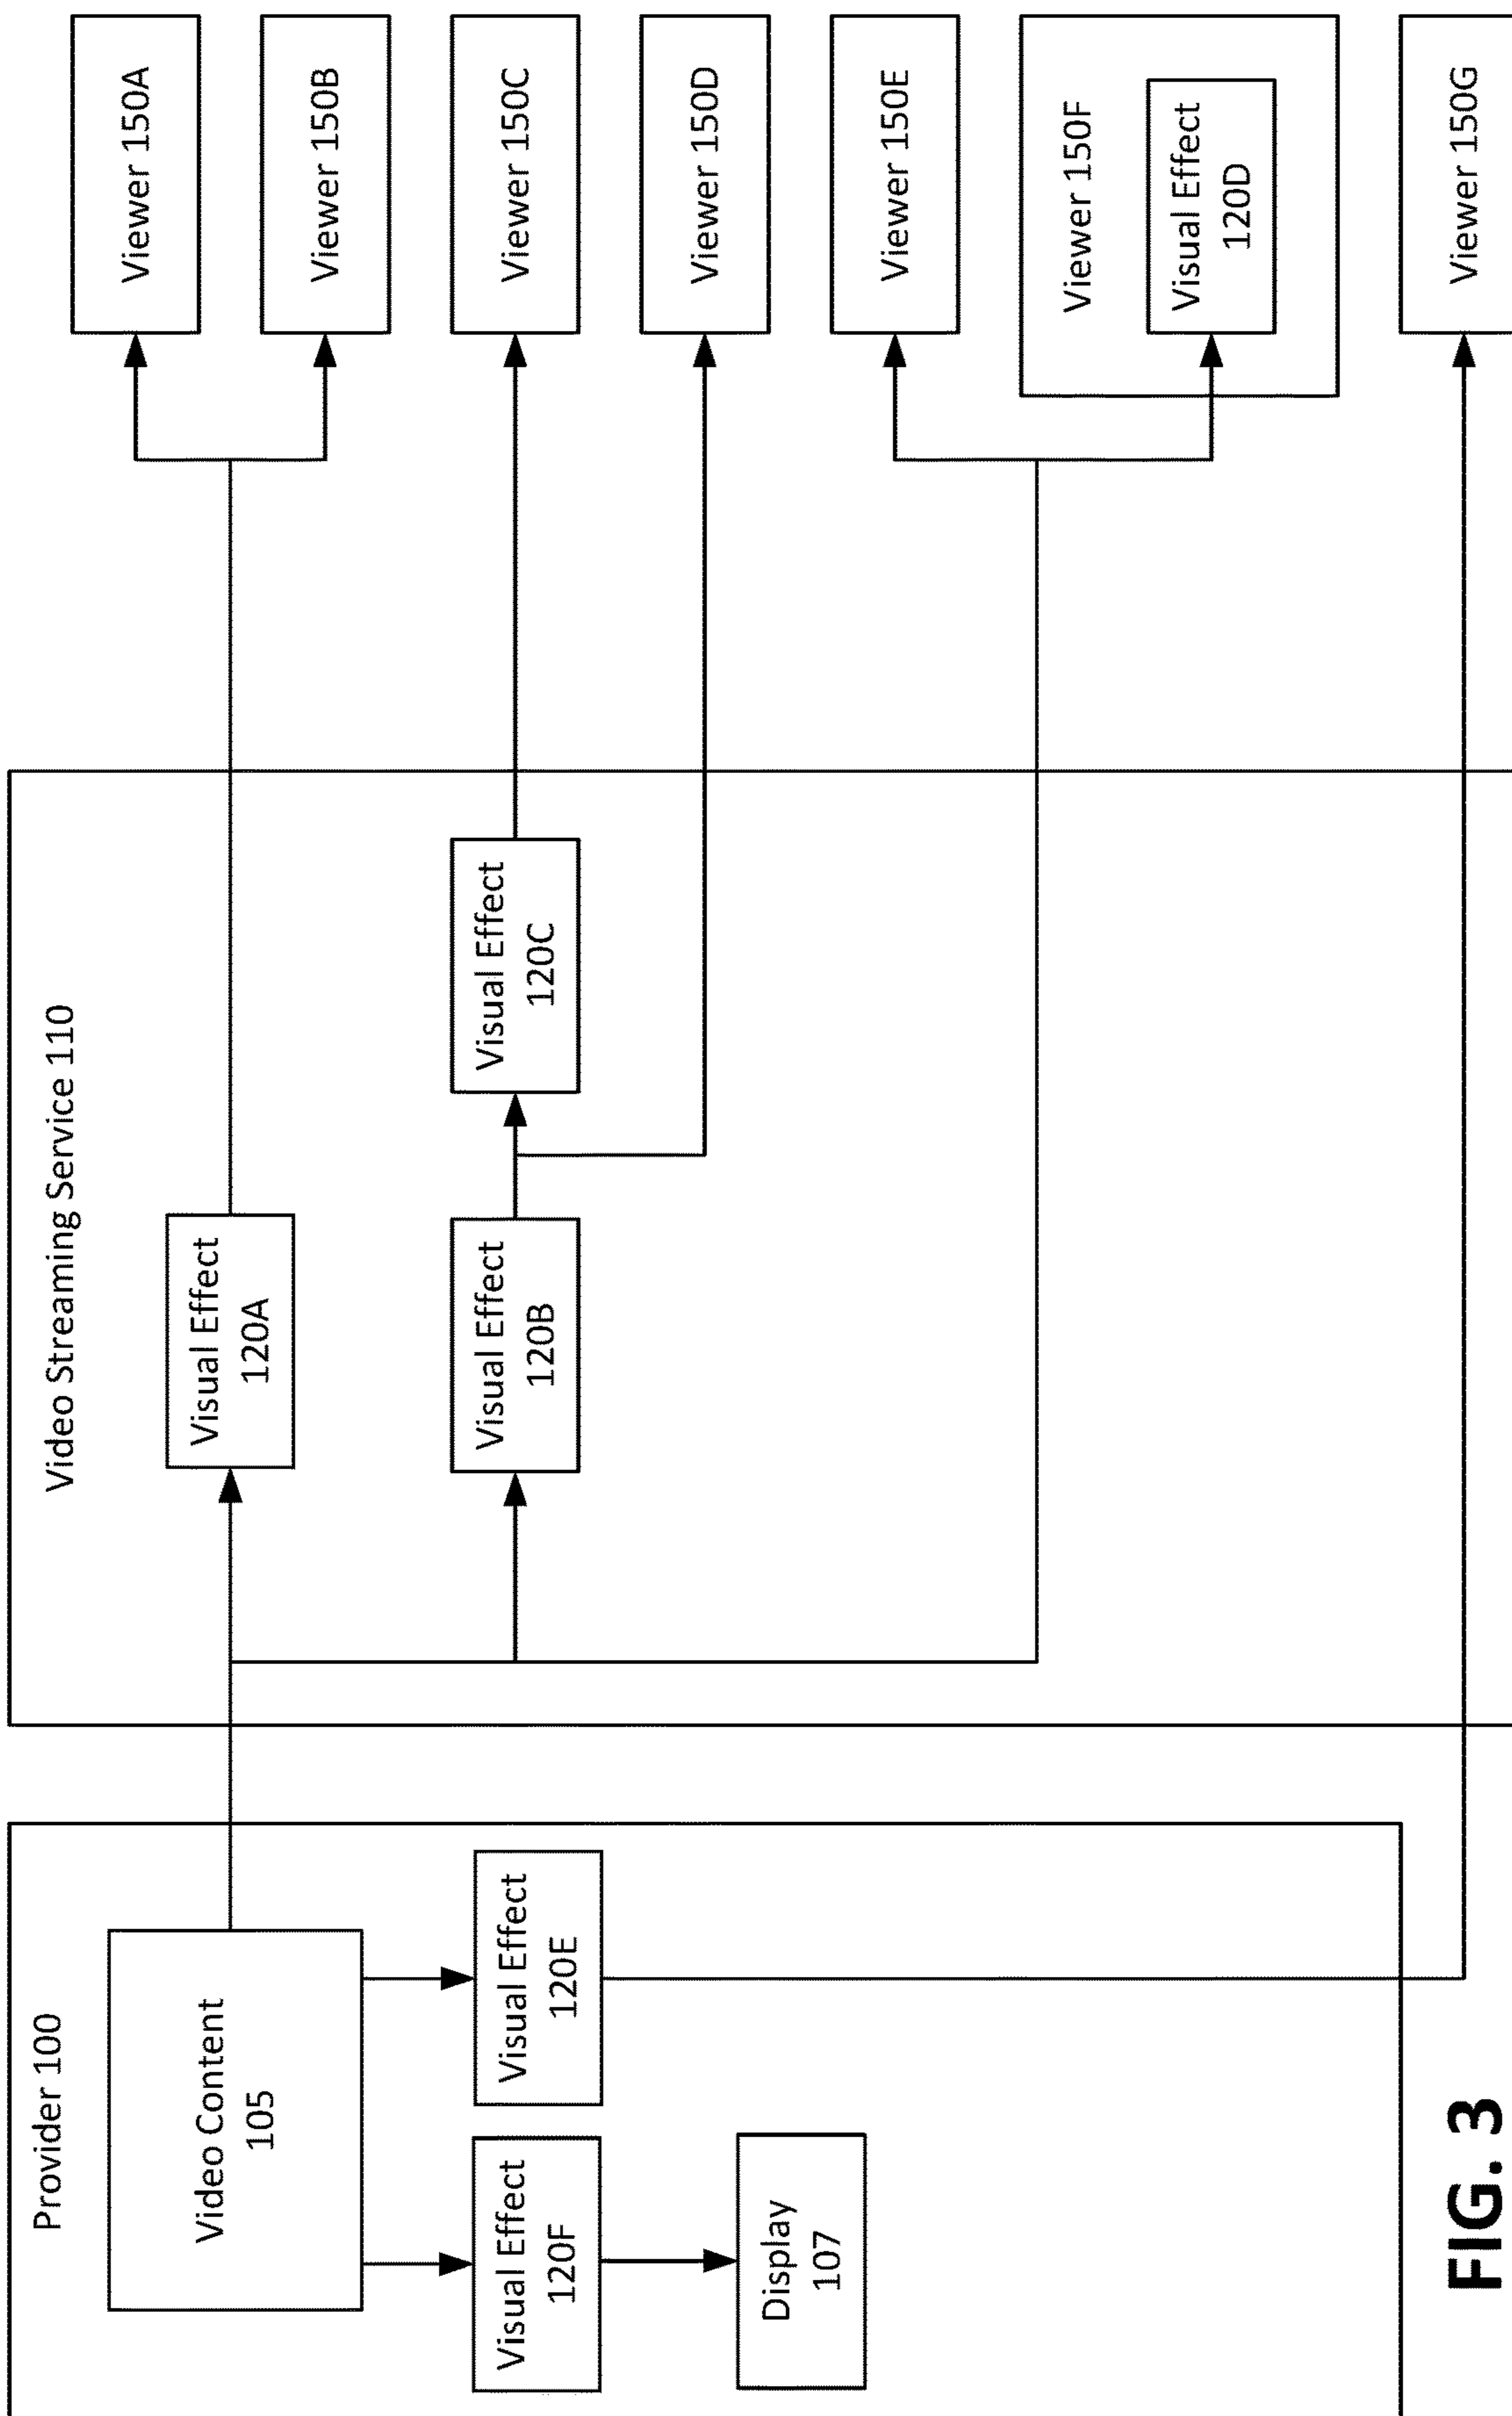 Provider 100
Video Content
105
Visual Effect
120F
Visual Effect
120E
Display
107
Video Streaming Service 110
Visual Effect
120A
Visual Effect
120B
Visual Effect
120C
Viewer 150A
Viewer 150B
Viewer 150C
Viewer 150D
Viewer 150E
Viewer 150F
Visual Effect
120D
Viewer 150G
FIG. 3